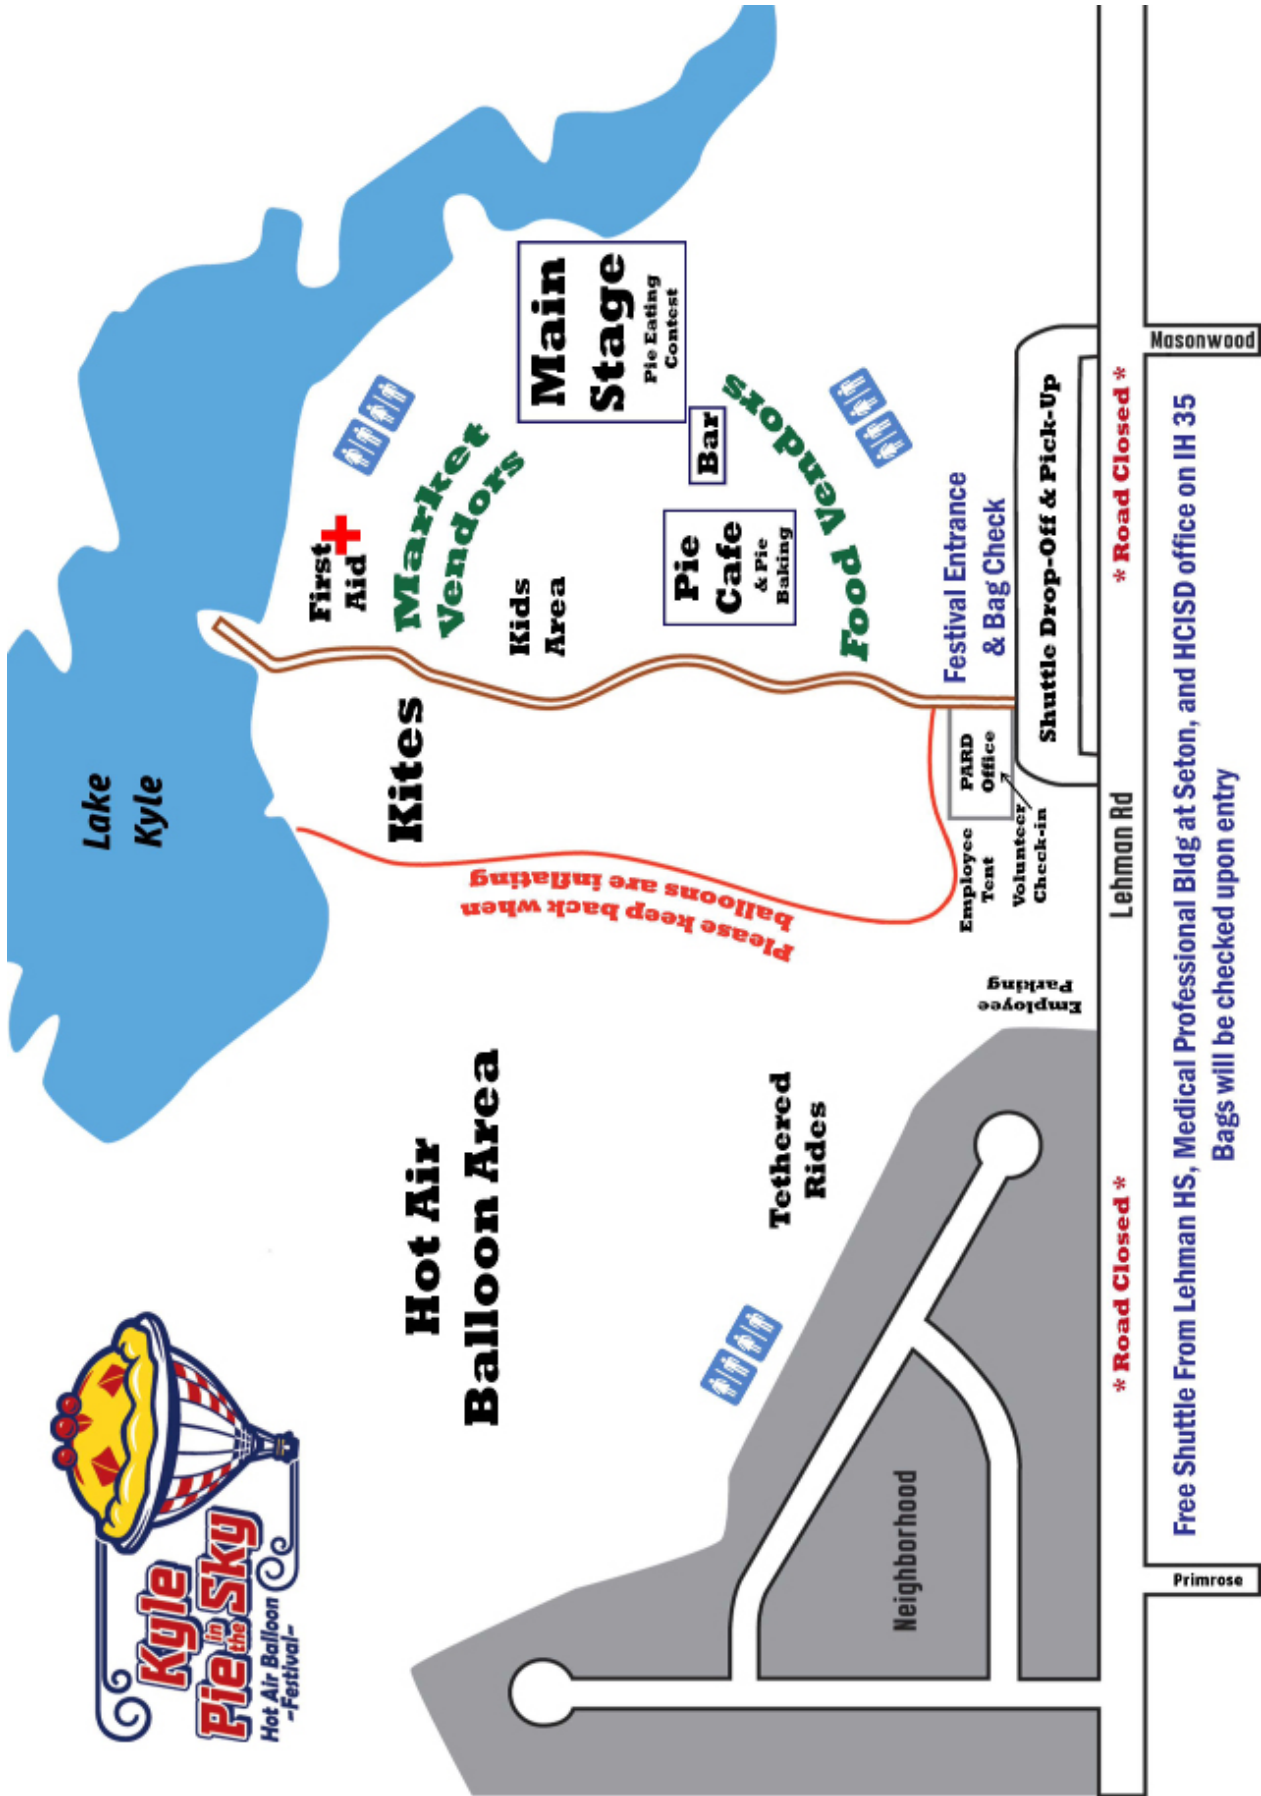 Kyle
Pie in the Sky
Hot Air Balloon
~Festival~
Lake
Kyle
Hot Air
Balloon Area
Kites
First
Aid
Market
Vendors
Kids
Area
Main
Stage
Pie Eating
Contest
Bar
Pie
Cafe
& Pie
Baking
Food Vendors
Please keep back when
balloons are inflating
Tethered
Rides
Festival Entrance
& Bag Check
PARD
Office
Employee
Tent
Volunteer
Check-in
Employee
Parking
Shuttle Drop-Off & Pick-Up
Neighborhood
Lehman Rd
*Road Closed*
*Road Closed*
Primrose
Masonwood
Free Shuttle From Lehman HS, Medical Professional Bldg at Seton, and HCISD office on IH 35
Bags will be checked upon entry